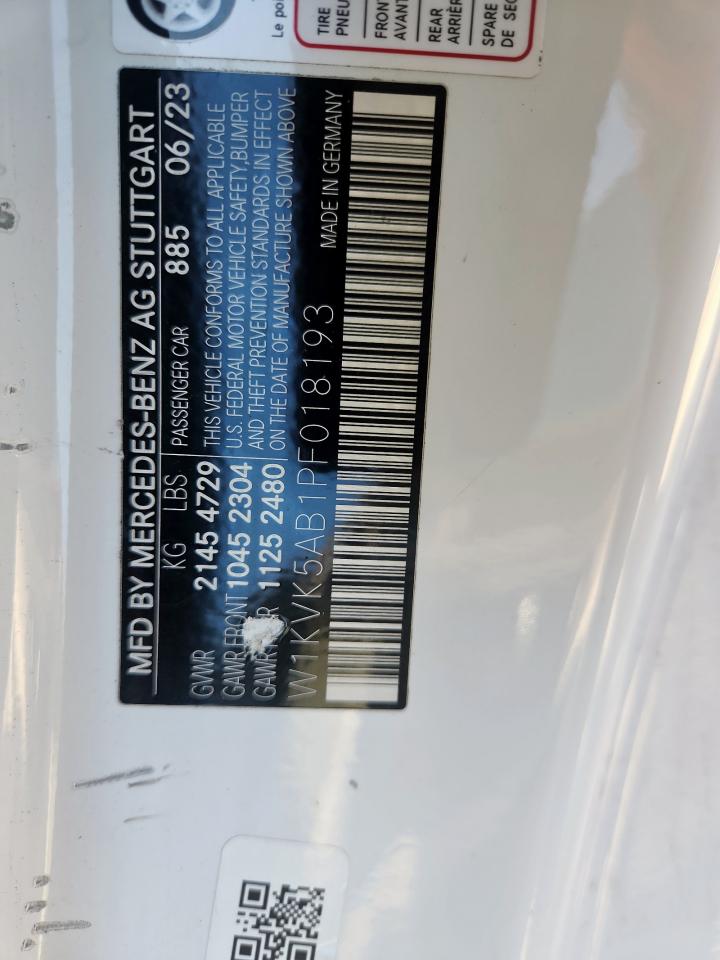 MFD BY MERCEDES-BENZ AG STUTTGART
KG LBS PASSENGER CAR 885 06/23
GVWR 2145 4729 THIS VEHICLE CONFORMS TO ALL APPLICABLE
GAWR FRONT 1045 2304 U.S. FEDERAL MOTOR VEHICLE SAFETY,BUMPER
1125 2480 AND THEFT PREVENTION STANDARDS IN EFFECT
ON THE DATE OF MANUFACTURE SHOWN ABOVE
W1KVK5AB1PF018193 MADE IN GERMANY
TIRE
FRONT
AVANT
REAR
SPARE